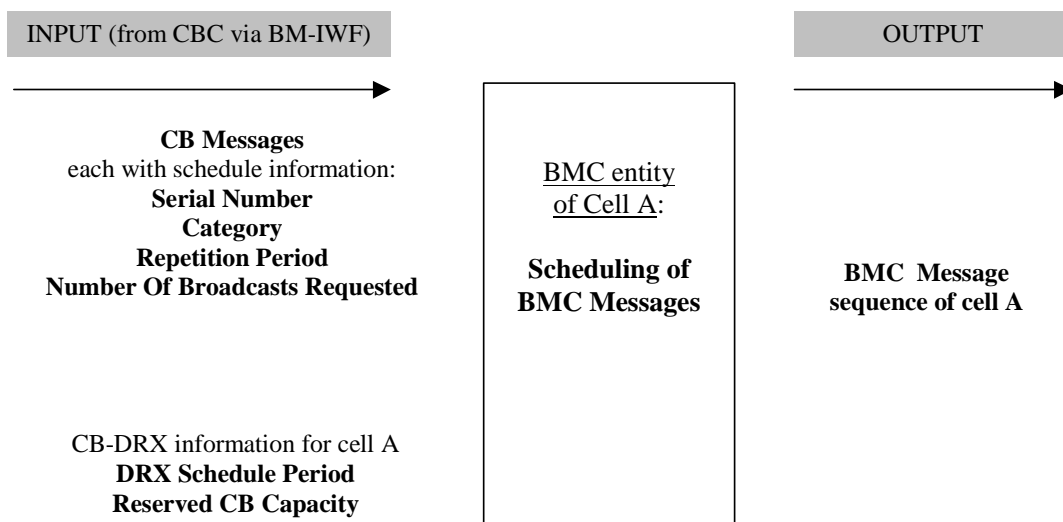 INPUT (from CBC via BM-IWF)
OUTPUT
CB Messages
each with schedule information:
Serial Number
Category
Repetition Period
Number Of Broadcasts Requested
CB-DRX information for cell A
DRX Schedule Period
Reserved CB Capacity
BMC entity
of Cell A:
Scheduling of
BMC Messages
BMC Message
sequence of cell A